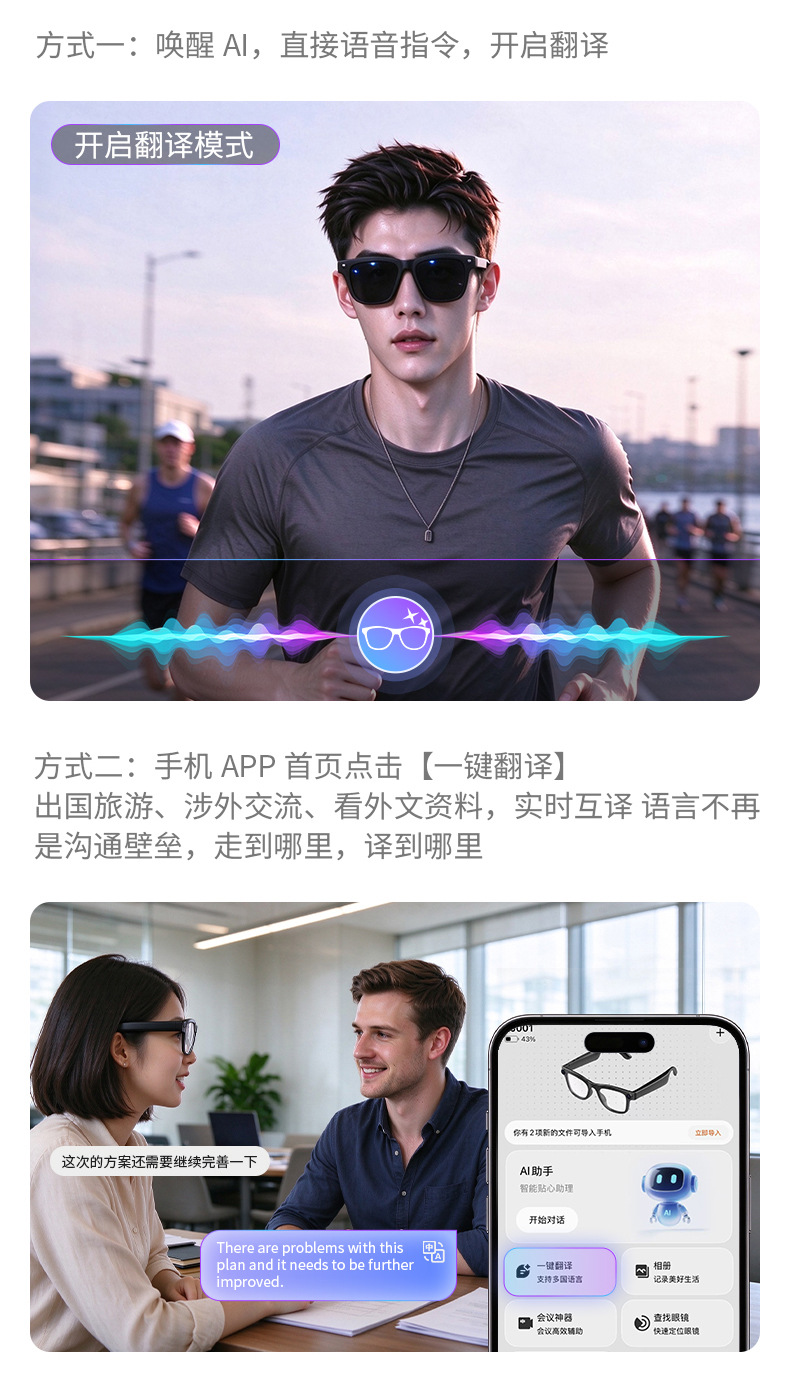 方式一：唤醒 AI，直接语音指令，开启翻译
开启翻译模式
方式二：手机 APP 首页点击【一键翻译】
出国旅游、涉外交流、看外文资料，实时互译 语言不再
是沟通壁垒，走到哪里，译到哪里
这次的方案还需要继续完善一下
There are problems with this
plan and it needs to be further
improved.
中
A
43%
+
你有2项新的文件可导入手机
立即导入
AI助手
智能贴心助理
AI
开始对话
一键翻译
支持多国语言
相册
记录美好生活
会议神器
会议高效辅助
查找眼镜
快速定位眼镜